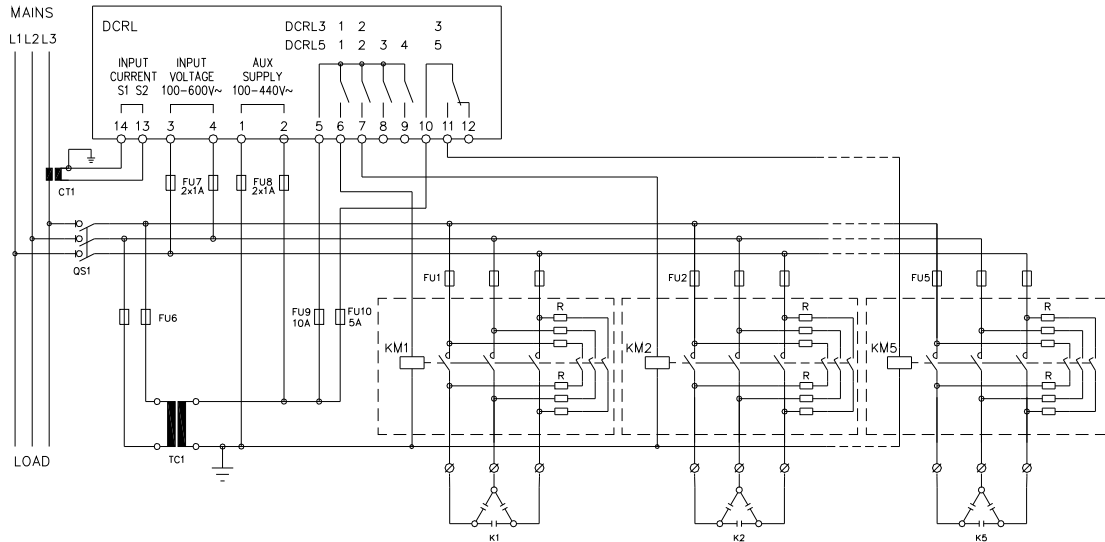 MAINS
L1 L2 L3
DCRL
DCRL3 1 2 3
DCRL5 1 2 3 4 5
INPUT CURRENT S1 S2
INPUT VOLTAGE 100-600V~
AUX SUPPLY 100-440V~
14 13 3 4 1 2 5 6 7 8 9 10 11 12
CT1
FU7 2x1A
FU8 2x1A
QS1
FU1
FU2
FU5
FU6
FU9 10A
FU10 5A
R
R
R
KM1
KM2
KM5
R
R
R
TC1
LOAD
K1
K2
K5